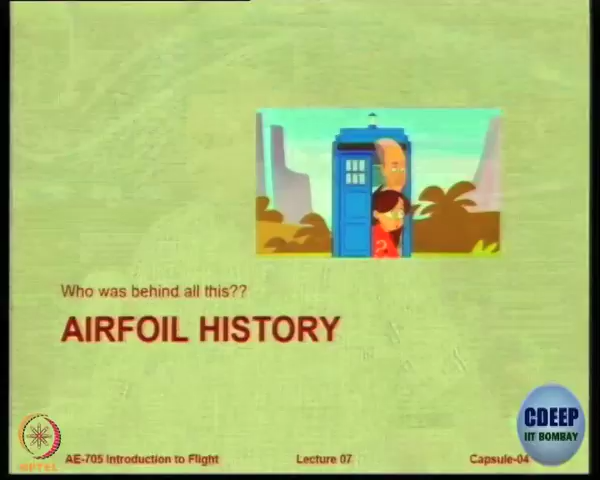 Who was behind all this??
AIRFOIL HISTORY
CDEEP
IIT BOMBAY
NPTEL
AE-705 Introduction to Flight
Lecture 07
Capsule-04